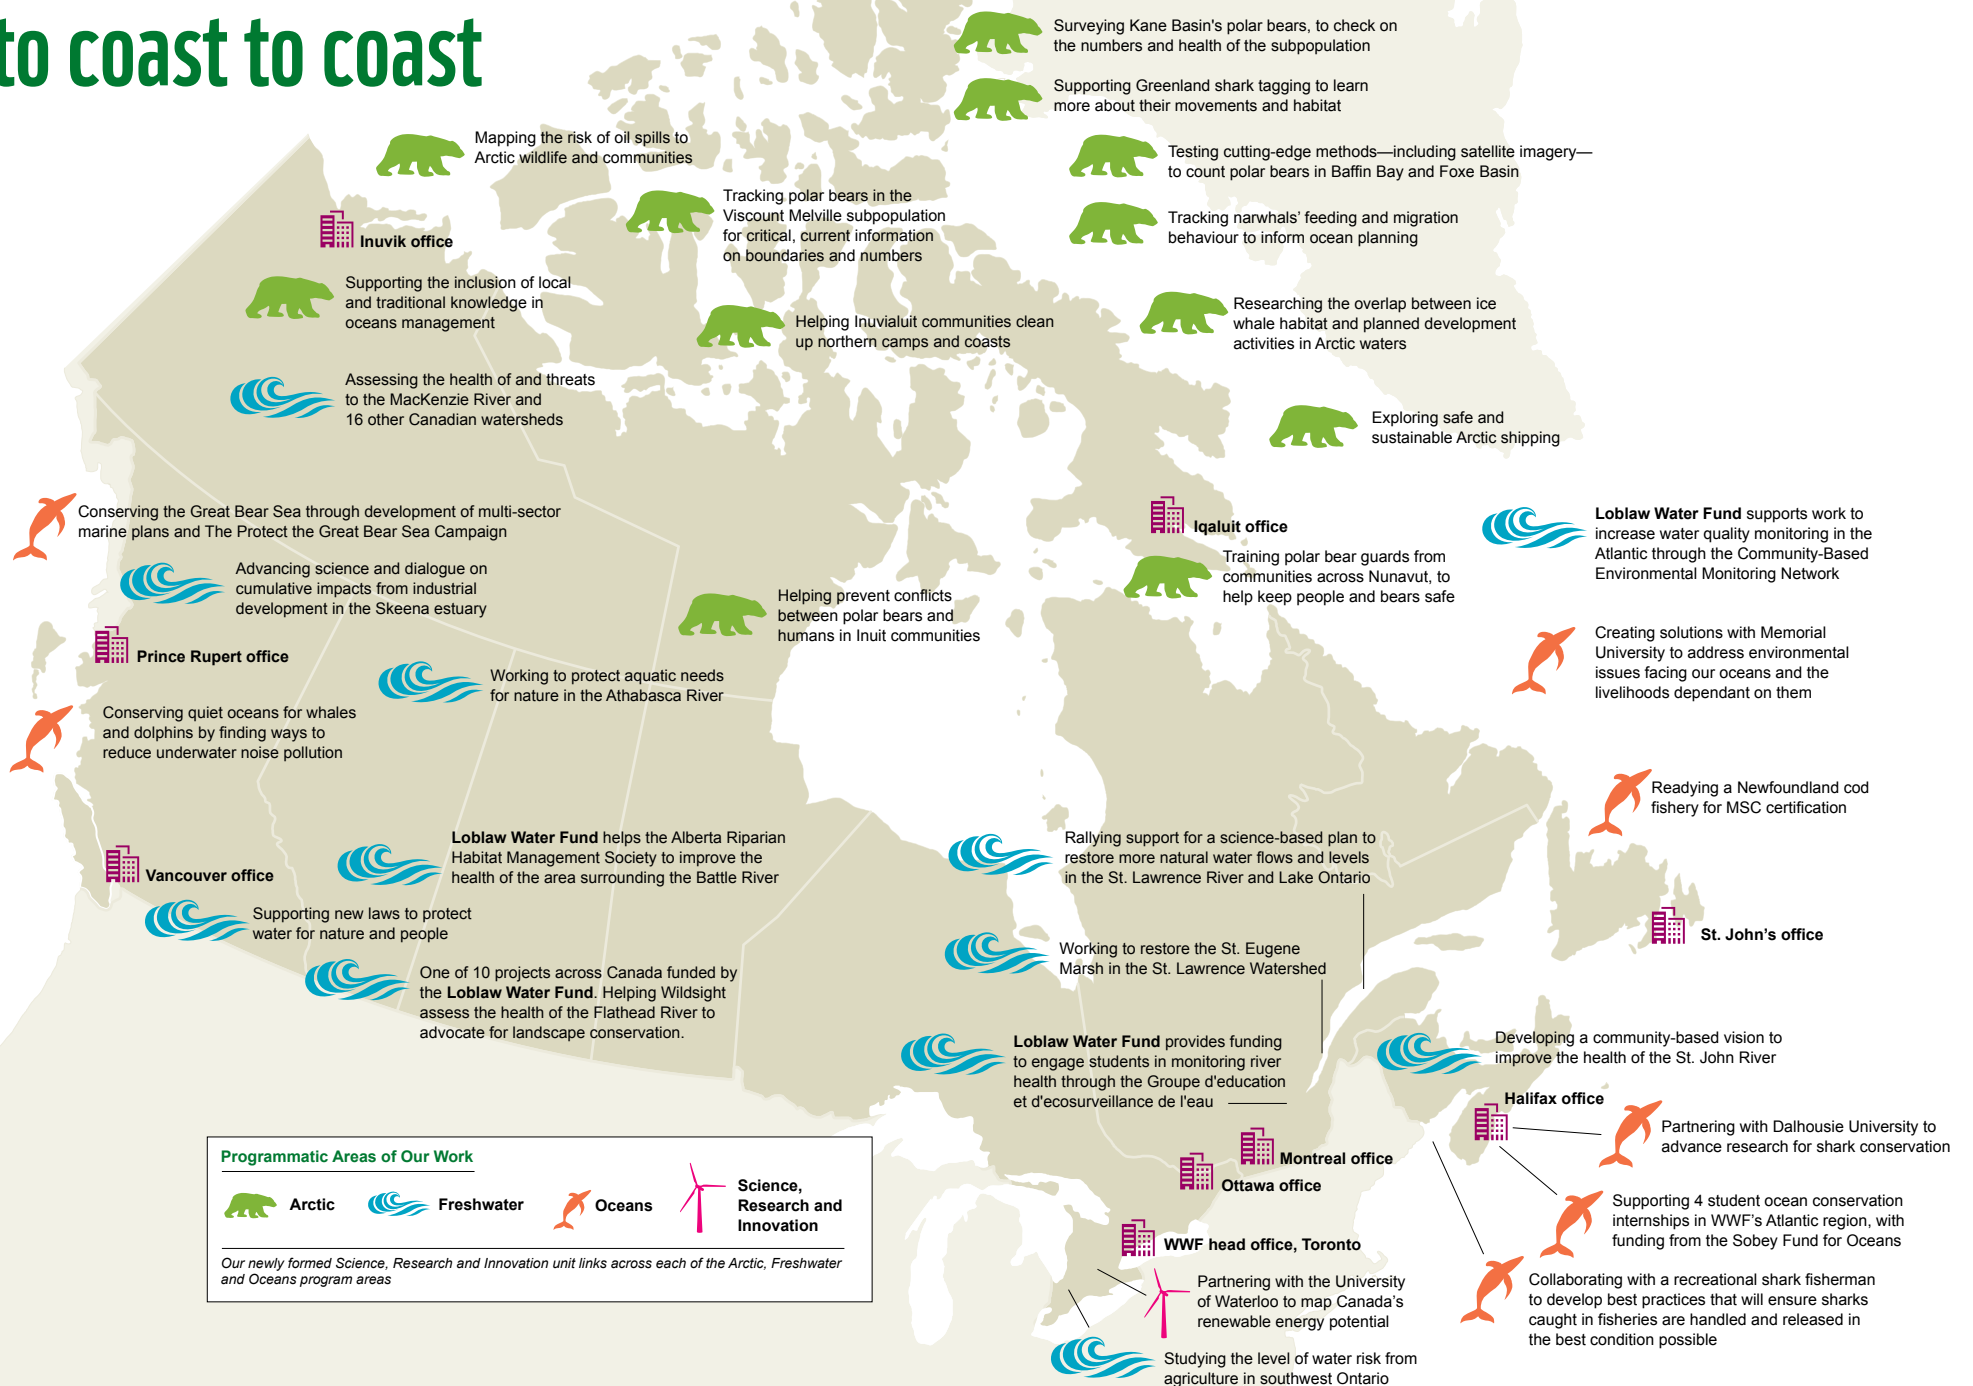 to coast to coast
Surveying Kane Basin's polar bears, to check on
the numbers and health of the subpopulation
Supporting Greenland shark tagging to learn
more about their movements and habitat
Mapping the risk of oil spills to
Arctic wildlife and communities
Testing cutting-edge methods—including satellite imagery—
to count polar bears in Baffin Bay and Foxe Basin
Tracking polar bears in the
Viscount Melville subpopulation
for critical, current information
on boundaries and numbers
Tracking narwhals' feeding and migration
behaviour to inform ocean planning
Inuvik office
Supporting the inclusion of local
and traditional knowledge in
oceans management
Helping Inuvialuit communities clean
up northern camps and coasts
Researching the overlap between ice
whale habitat and planned development
activities in Arctic waters
Assessing the health of and threats
to the MacKenzie River and
16 other Canadian watersheds
Exploring safe and
sustainable Arctic shipping
Conserving the Great Bear Sea through development of multi-sector
marine plans and The Protect the Great Bear Sea Campaign
Iqaluit office
Loblaw Water Fund supports work to
increase water quality monitoring in the
Atlantic through the Community-Based
Environmental Monitoring Network
Advancing science and dialogue on
cumulative impacts from industrial
development in the Skeena estuary
Training polar bear guards from
communities across Nunavut, to
help keep people and bears safe
Helping prevent conflicts
between polar bears and
humans in Inuit communities
Creating solutions with Memorial
University to address environmental
issues facing our oceans and the
livelihoods dependant on them
Prince Rupert office
Working to protect aquatic needs
for nature in the Athabasca River
Conserving quiet oceans for whales
and dolphins by finding ways to
reduce underwater noise pollution
Readying a Newfoundland cod
fishery for MSC certification
Loblaw Water Fund helps the Alberta Riparian
Habitat Management Society to improve the
health of the area surrounding the Battle River
Rallying support for a science-based plan to
restore more natural water flows and levels
in the St. Lawrence River and Lake Ontario
Vancouver office
Supporting new laws to protect
water for nature and people
St. John's office
Working to restore the St. Eugene
Marsh in the St. Lawrence Watershed
One of 10 projects across Canada funded by
the Loblaw Water Fund. Helping Wildsight
assess the health of the Flathead River to
advocate for landscape conservation.
Loblaw Water Fund provides funding
to engage students in monitoring river
health through the Groupe d'education
et d'ecosurveillance de l'eau
Developing a community-based vision to
improve the health of the St. John River
Halifax office
Partnering with Dalhousie University to
advance research for shark conservation
Montreal office
Ottawa office
Supporting 4 student ocean conservation
internships in WWF's Atlantic region, with
funding from the Sobey Fund for Oceans
WWF head office, Toronto
Partnering with the University
of Waterloo to map Canada's
renewable energy potential
Collaborating with a recreational shark fisherman
to develop best practices that will ensure sharks
caught in fisheries are handled and released in
the best condition possible
Studying the level of water risk from
agriculture in southwest Ontario
Programmatic Areas of Our Work
Arctic
Freshwater
Oceans
Science,
Research and
Innovation
Our newly formed Science, Research and Innovation unit links across each of the Arctic, Freshwater
and Oceans program areas